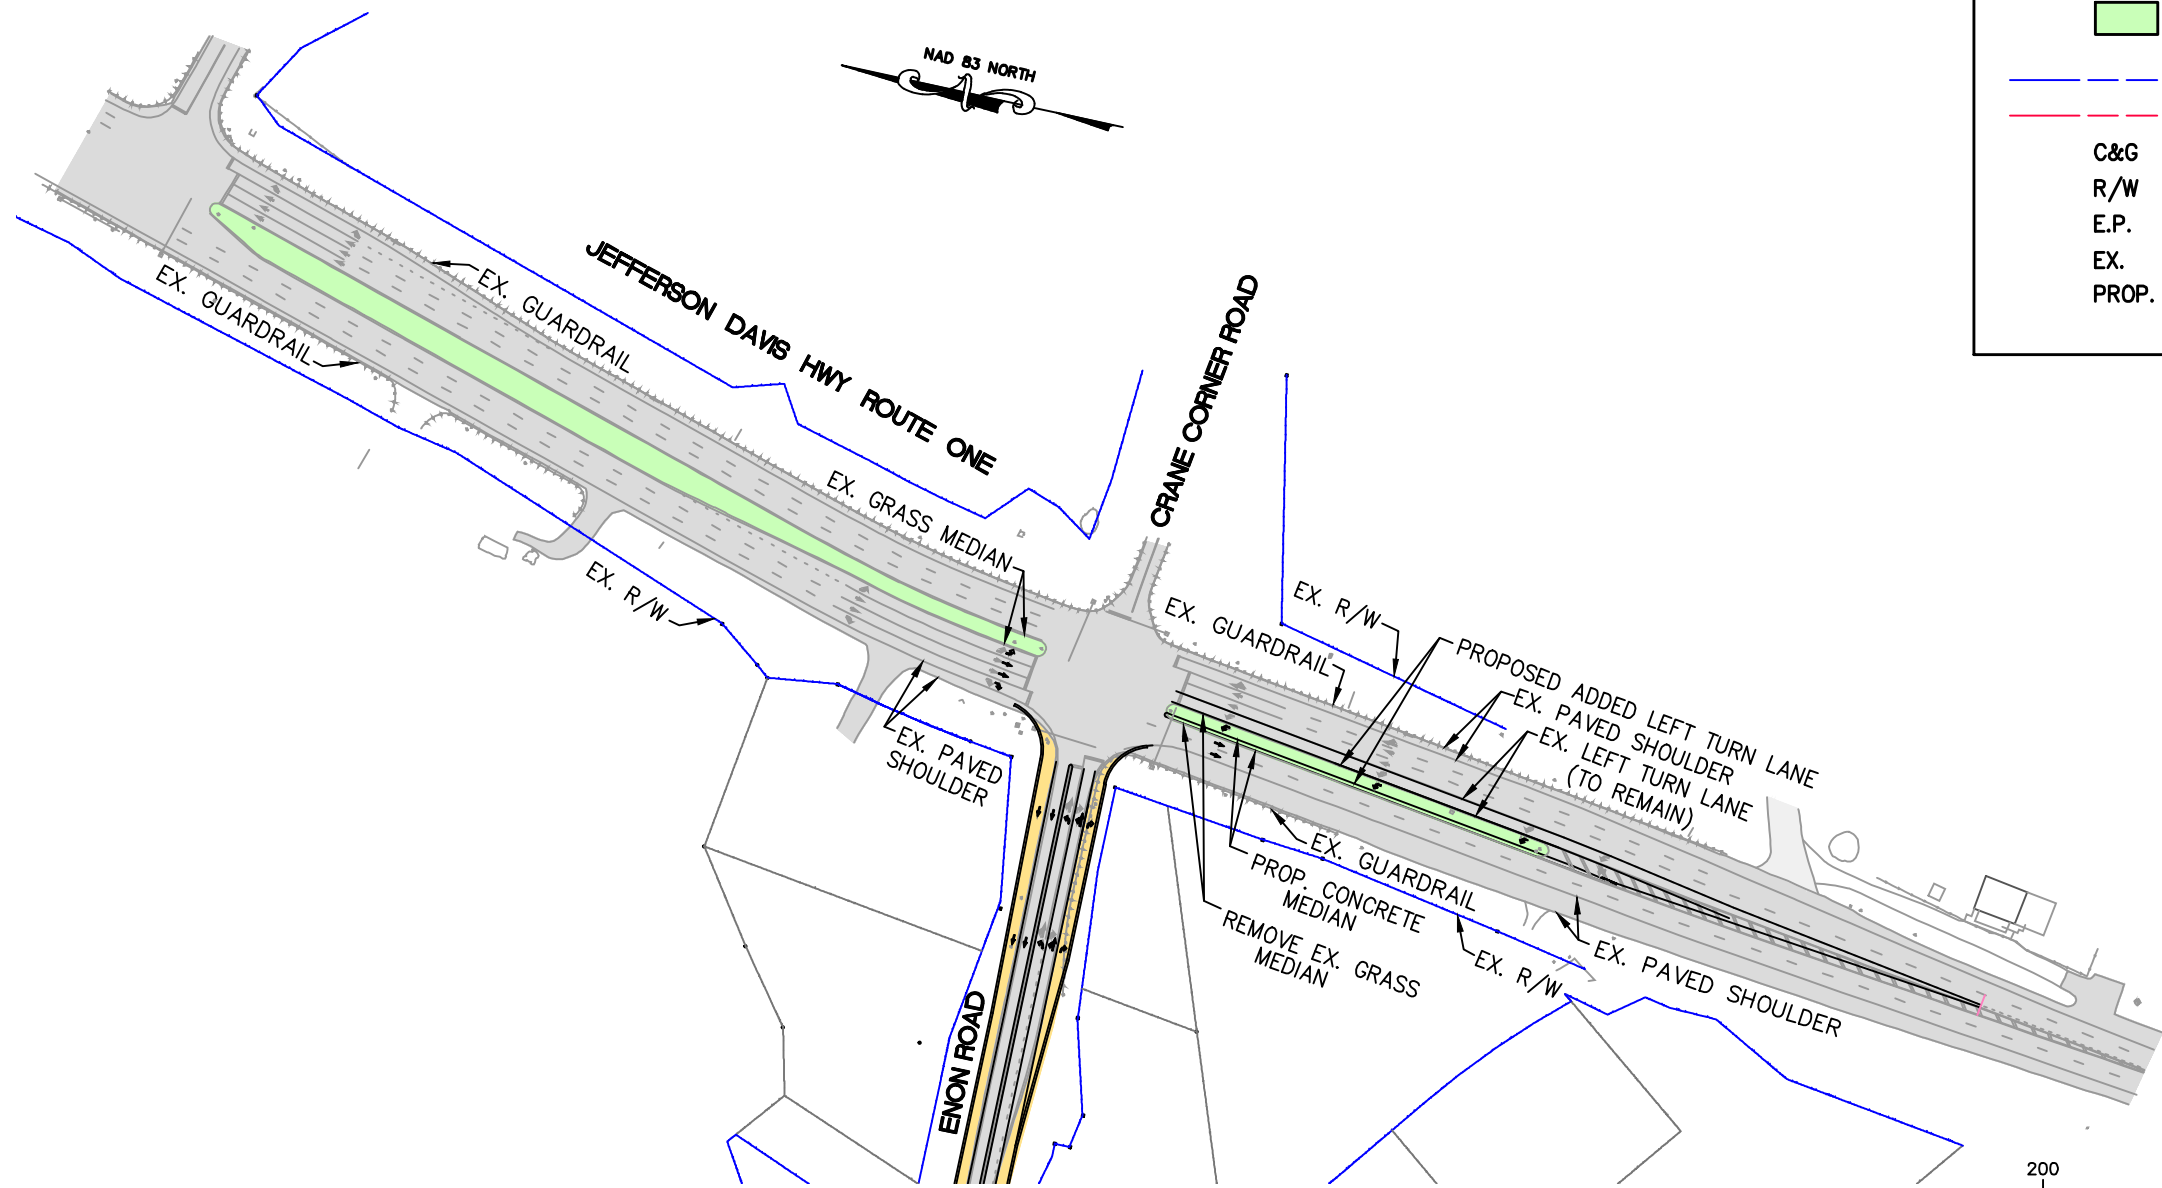 NAD 83 NORTH
C&G
R/W
E.P.
EX.
PROP.
JEFFERSON DAVIS HWY ROUTE ONE
CRANE CORNER ROAD
EX. GUARDRAIL
EX. GUARDRAIL
EX. GRASS MEDIAN
EX. R/W
EX. R/W
EX. GUARDRAIL
PROPOSED ADDED LEFT TURN LANE
EX. PAVED
SHOULDER
EX. LEFT TURN LANE
(TO REMAIN)
EX. PAVED
SHOULDER
EX. GUARDRAIL
PROP. CONCRETE
MEDIAN
REMOVE EX. GRASS
MEDIAN
EX. R/W
EX. PAVED SHOULDER
ENON ROAD
200